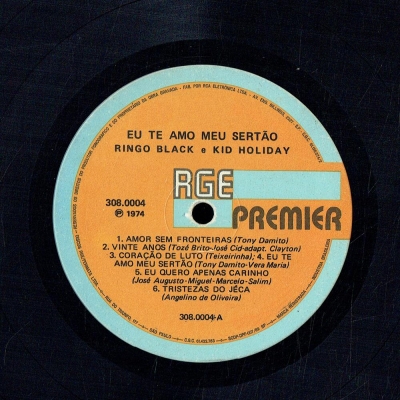 EU TE AMO MEU SERTÃO
RINGO BLACK e KID HOLIDAY
RGE
PREMIER
308.0004
Ⓟ 1974
1. AMOR SEM FRONTEIRAS (Tony Damito)
2. VINTE ANOS (Tozé Brito-José Cid-adapt. Clayton)
3. CORAÇÃO DE LUTO (Teixeirinha); 4. EU TE
AMO MEU SERTÃO (Tony Damito-Vera Maria)
5. EU QUERO APENAS CARINHO
(José Augusto-Miguel-Marcelo-Salim)
6. TRISTEZAS DO JÉCA
(Angelino de Oliveira)
308.0004-A